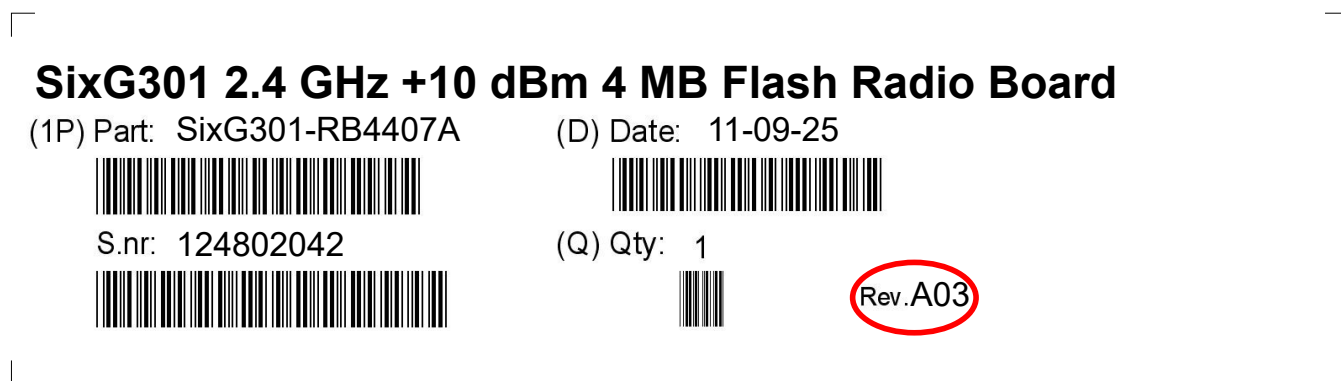 SixG301 2.4 GHz +10 dBm 4 MB Flash Radio Board
(1P) Part: SixG301-RB4407A (D) Date: 11-09-25
S.nr: 124802042 (Q) Qty: 1
Rev.A03